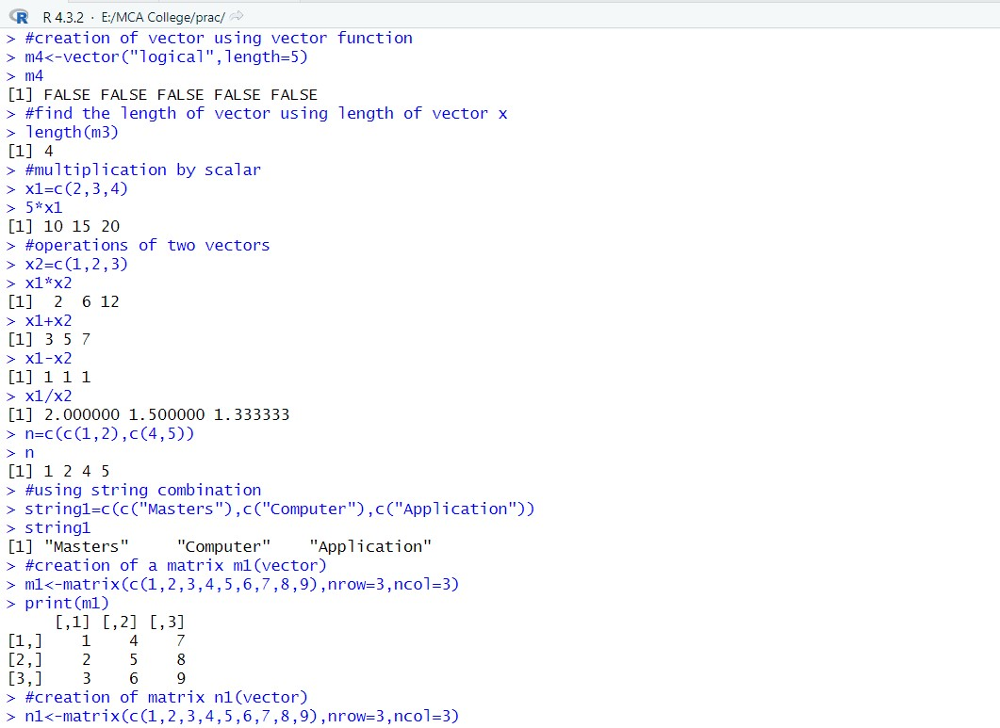 R R 4.3.2 · E:/MCA College/prac/
> #creation of vector using vector function
> m4<-vector("logical",length=5)
> m4
[1] FALSE FALSE FALSE FALSE FALSE
> #find the length of vector using length of vector x
> length(m3)
[1] 4
> #multiplication by scalar
> x1=c(2,3,4)
> 5*x1
[1] 10 15 20
> #operations of two vectors
> x2=c(1,2,3)
> x1*x2
[1]  2  6 12
> x1+x2
[1] 3 5 7
> x1-x2
[1] 1 1 1
> x1/x2
[1] 2.000000 1.500000 1.333333
> n=c(c(1,2),c(4,5))
> n
[1] 1 2 4 5
> #using string combination
> string1=c(c("Masters"),c("Computer"),c("Application"))
> string1
[1] "Masters"     "Computer"    "Application"
> #creation of a matrix m1(vector)
> m1<-matrix(c(1,2,3,4,5,6,7,8,9),nrow=3,ncol=3)
> print(m1)
     [,1] [,2] [,3]
[1,]    1    4    7
[2,]    2    5    8
[3,]    3    6    9
> #creation of matrix n1(vector)
> n1<-matrix(c(1,2,3,4,5,6,7,8,9),nrow=3,ncol=3)